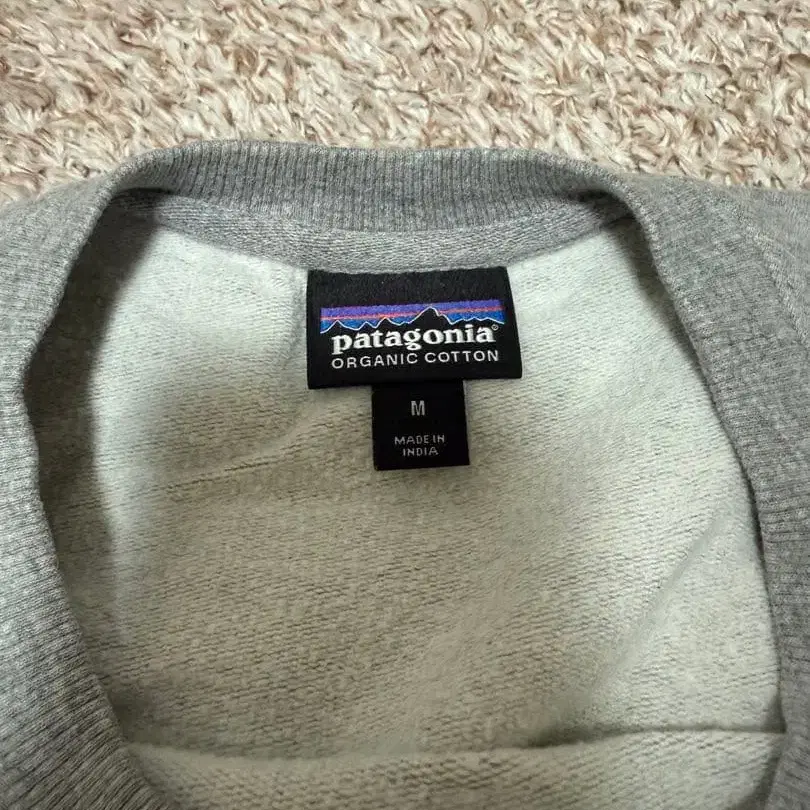 patagonia®
ORGANIC COTTON
M
MADE IN
INDIA